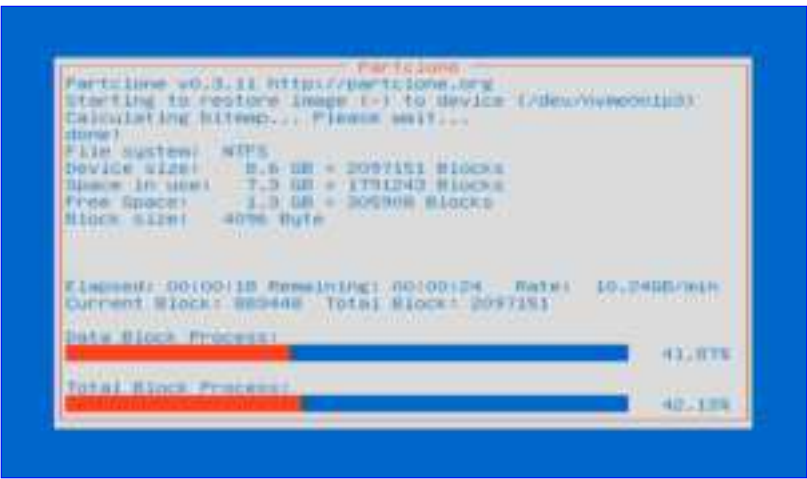 Partclone
Partclone v0.3.11 http://partclone.org
Starting to restore image (-) to device (/dev/nvme0n1p3)
Calculating bitmap... Please wait...
done!
File system: NTFS
Device size: 8.6 GB = 2097151 Blocks
Space in use: 7.3 GB = 1791243 Blocks
Free Space: 1.3 GB = 305908 Blocks
Block size: 4096 Byte
Elapsed: 00:00:18 Remaining: 00:00:24 Rate: 10.24GB/min
Current Block: 883448 Total Block: 2097151
Data Block Process:
41.87%
Total Block Process:
42.13%